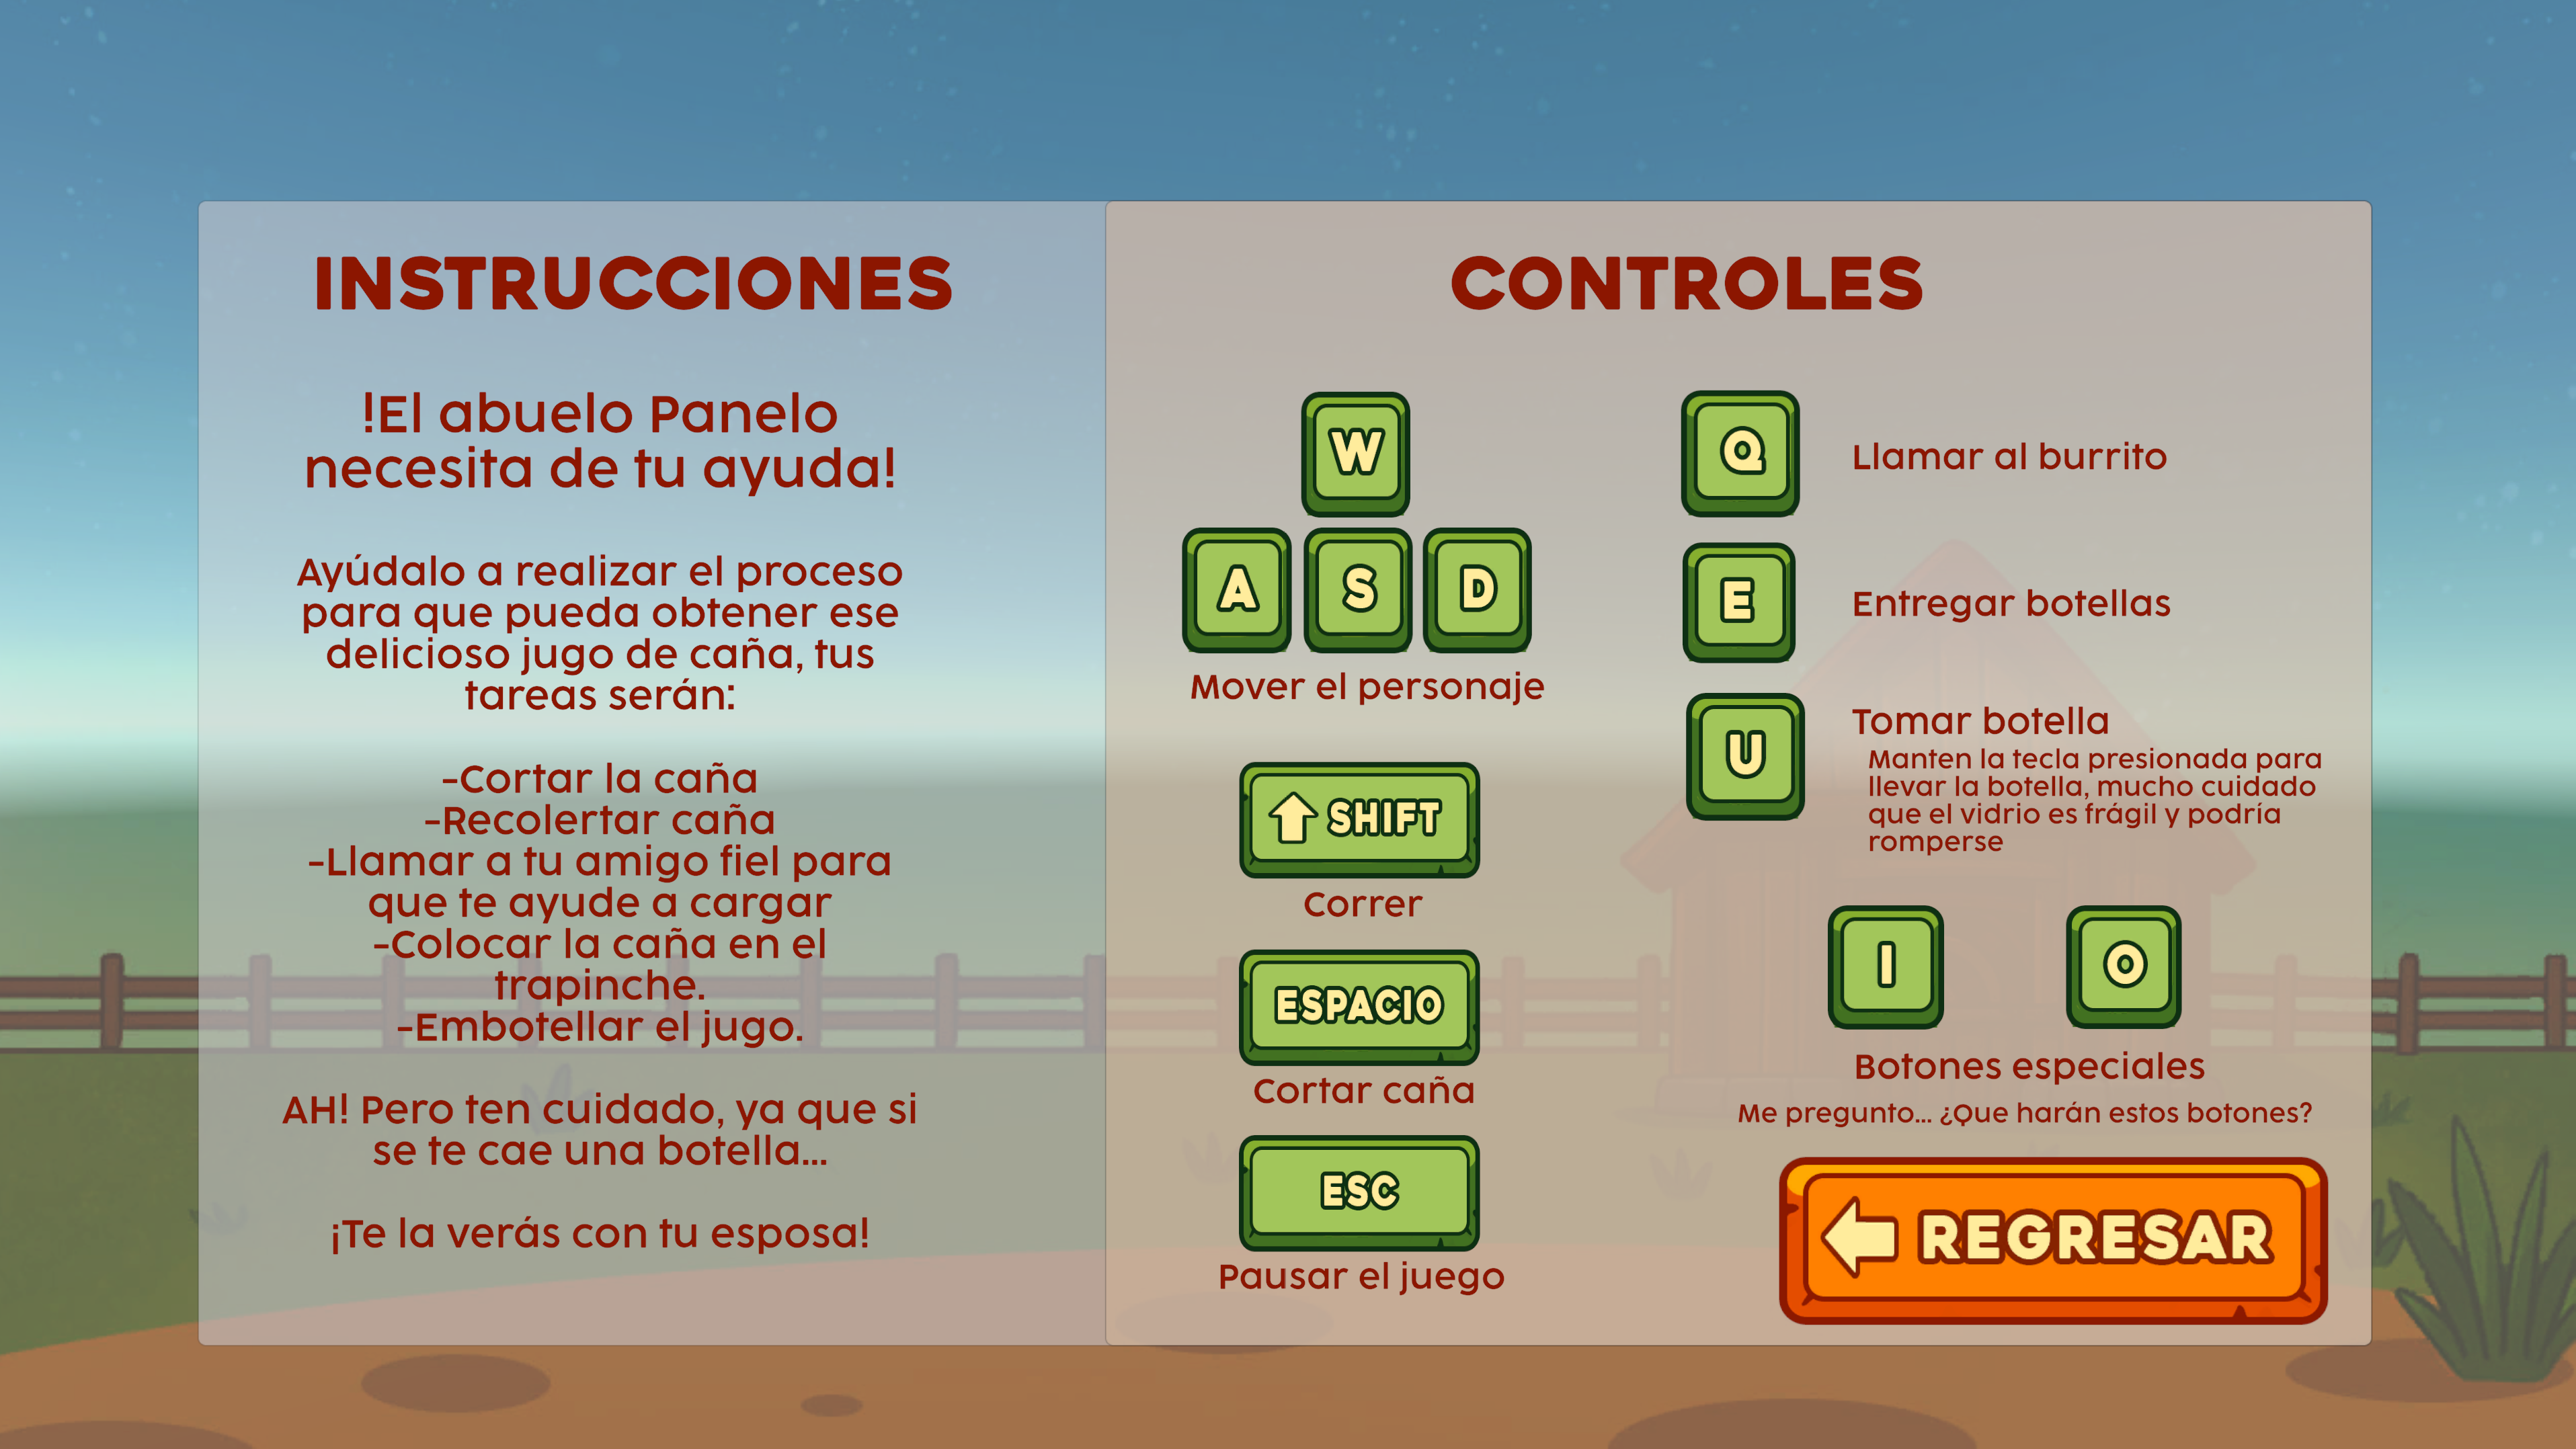 INSTRUCCIONES
!El abuelo Panelo
necesita de tu ayuda!
Ayúdalo a realizar el proceso
para que pueda obtener ese
delicioso jugo de caña, tus
tareas serán:
-Cortar la caña
-Recolertar caña
-Llamar a tu amigo fiel para
que te ayude a cargar
-Colocar la caña en el
trapinche.
-Embotellar el jugo.
AH! Pero ten cuidado, ya que si
se te cae una botella...
¡Te la verás con tu esposa!
CONTROLES
W
A S D
Mover el personaje
SHIFT
Correr
ESPACIO
Cortar caña
ESC
Pausar el juego
Q
Llamar al burrito
E
Entregar botellas
U
Tomar botella
Manten la tecla presionada para
llevar la botella, mucho cuidado
que el vidrio es frágil y podría
romperse
I O
Botones especiales
Me pregunto... ¿Que harán estos botones?
REGRESAR